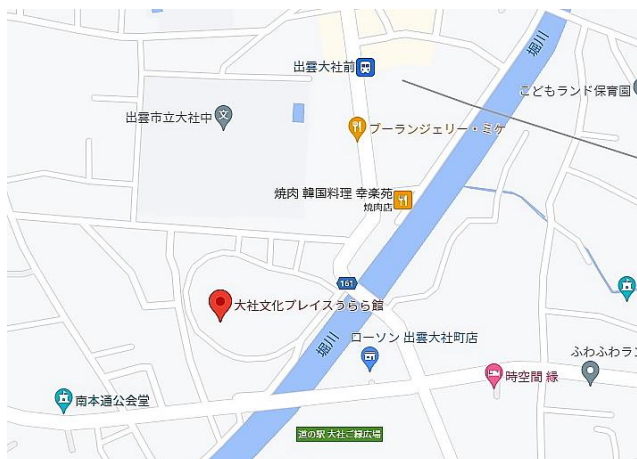 堀川
出雲大社前
こどもランド保育園
出雲市立大社中
文
ブーランジェリー・ミケ
焼肉 韓国料理 幸楽苑
焼肉店
161
大社文化プレイスうらら館
堀川
ローソン 出雲大社町店
ふわふわラン
時空間 縁
南本通公会堂
道の駅 大社ご縁広場